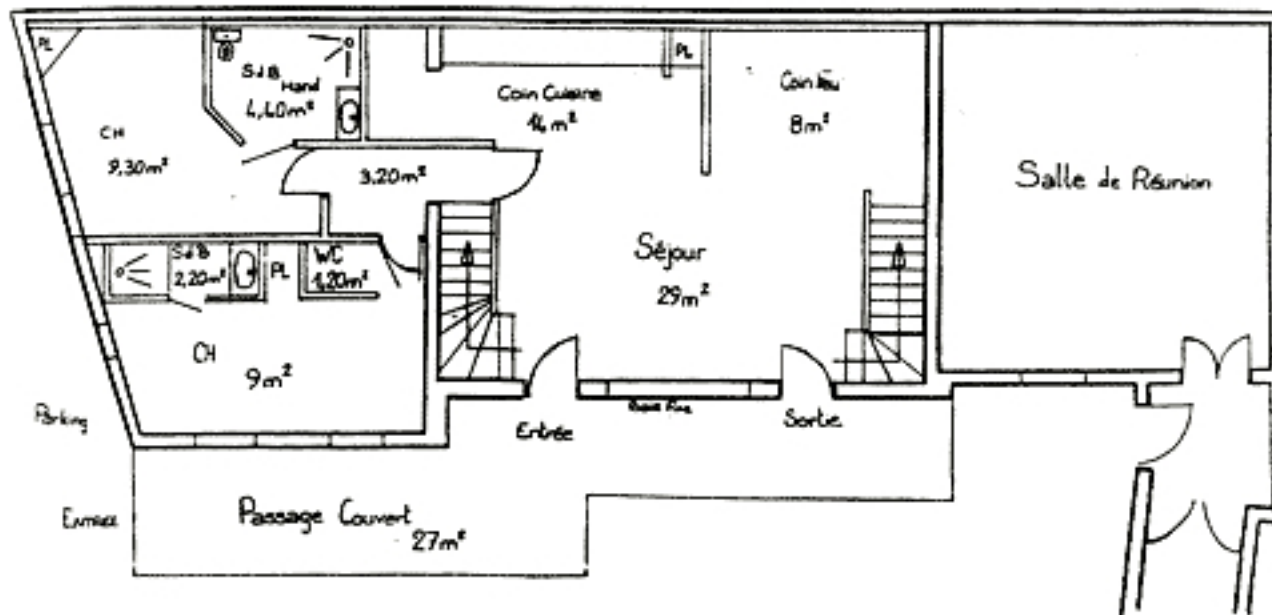 PL
SdB Hand
4,40m²
CH
9,30m²
3.20m²
Coin Cuisine
14m²
PL
Coin Feu
8m²
Salle de Réunion
Séjour
29m²
SdB
2,20m²
PL
WC
1,20m²
CH
9m²
Parking
Entrée
Sortie
Entrée
Passage Couvert
27m²